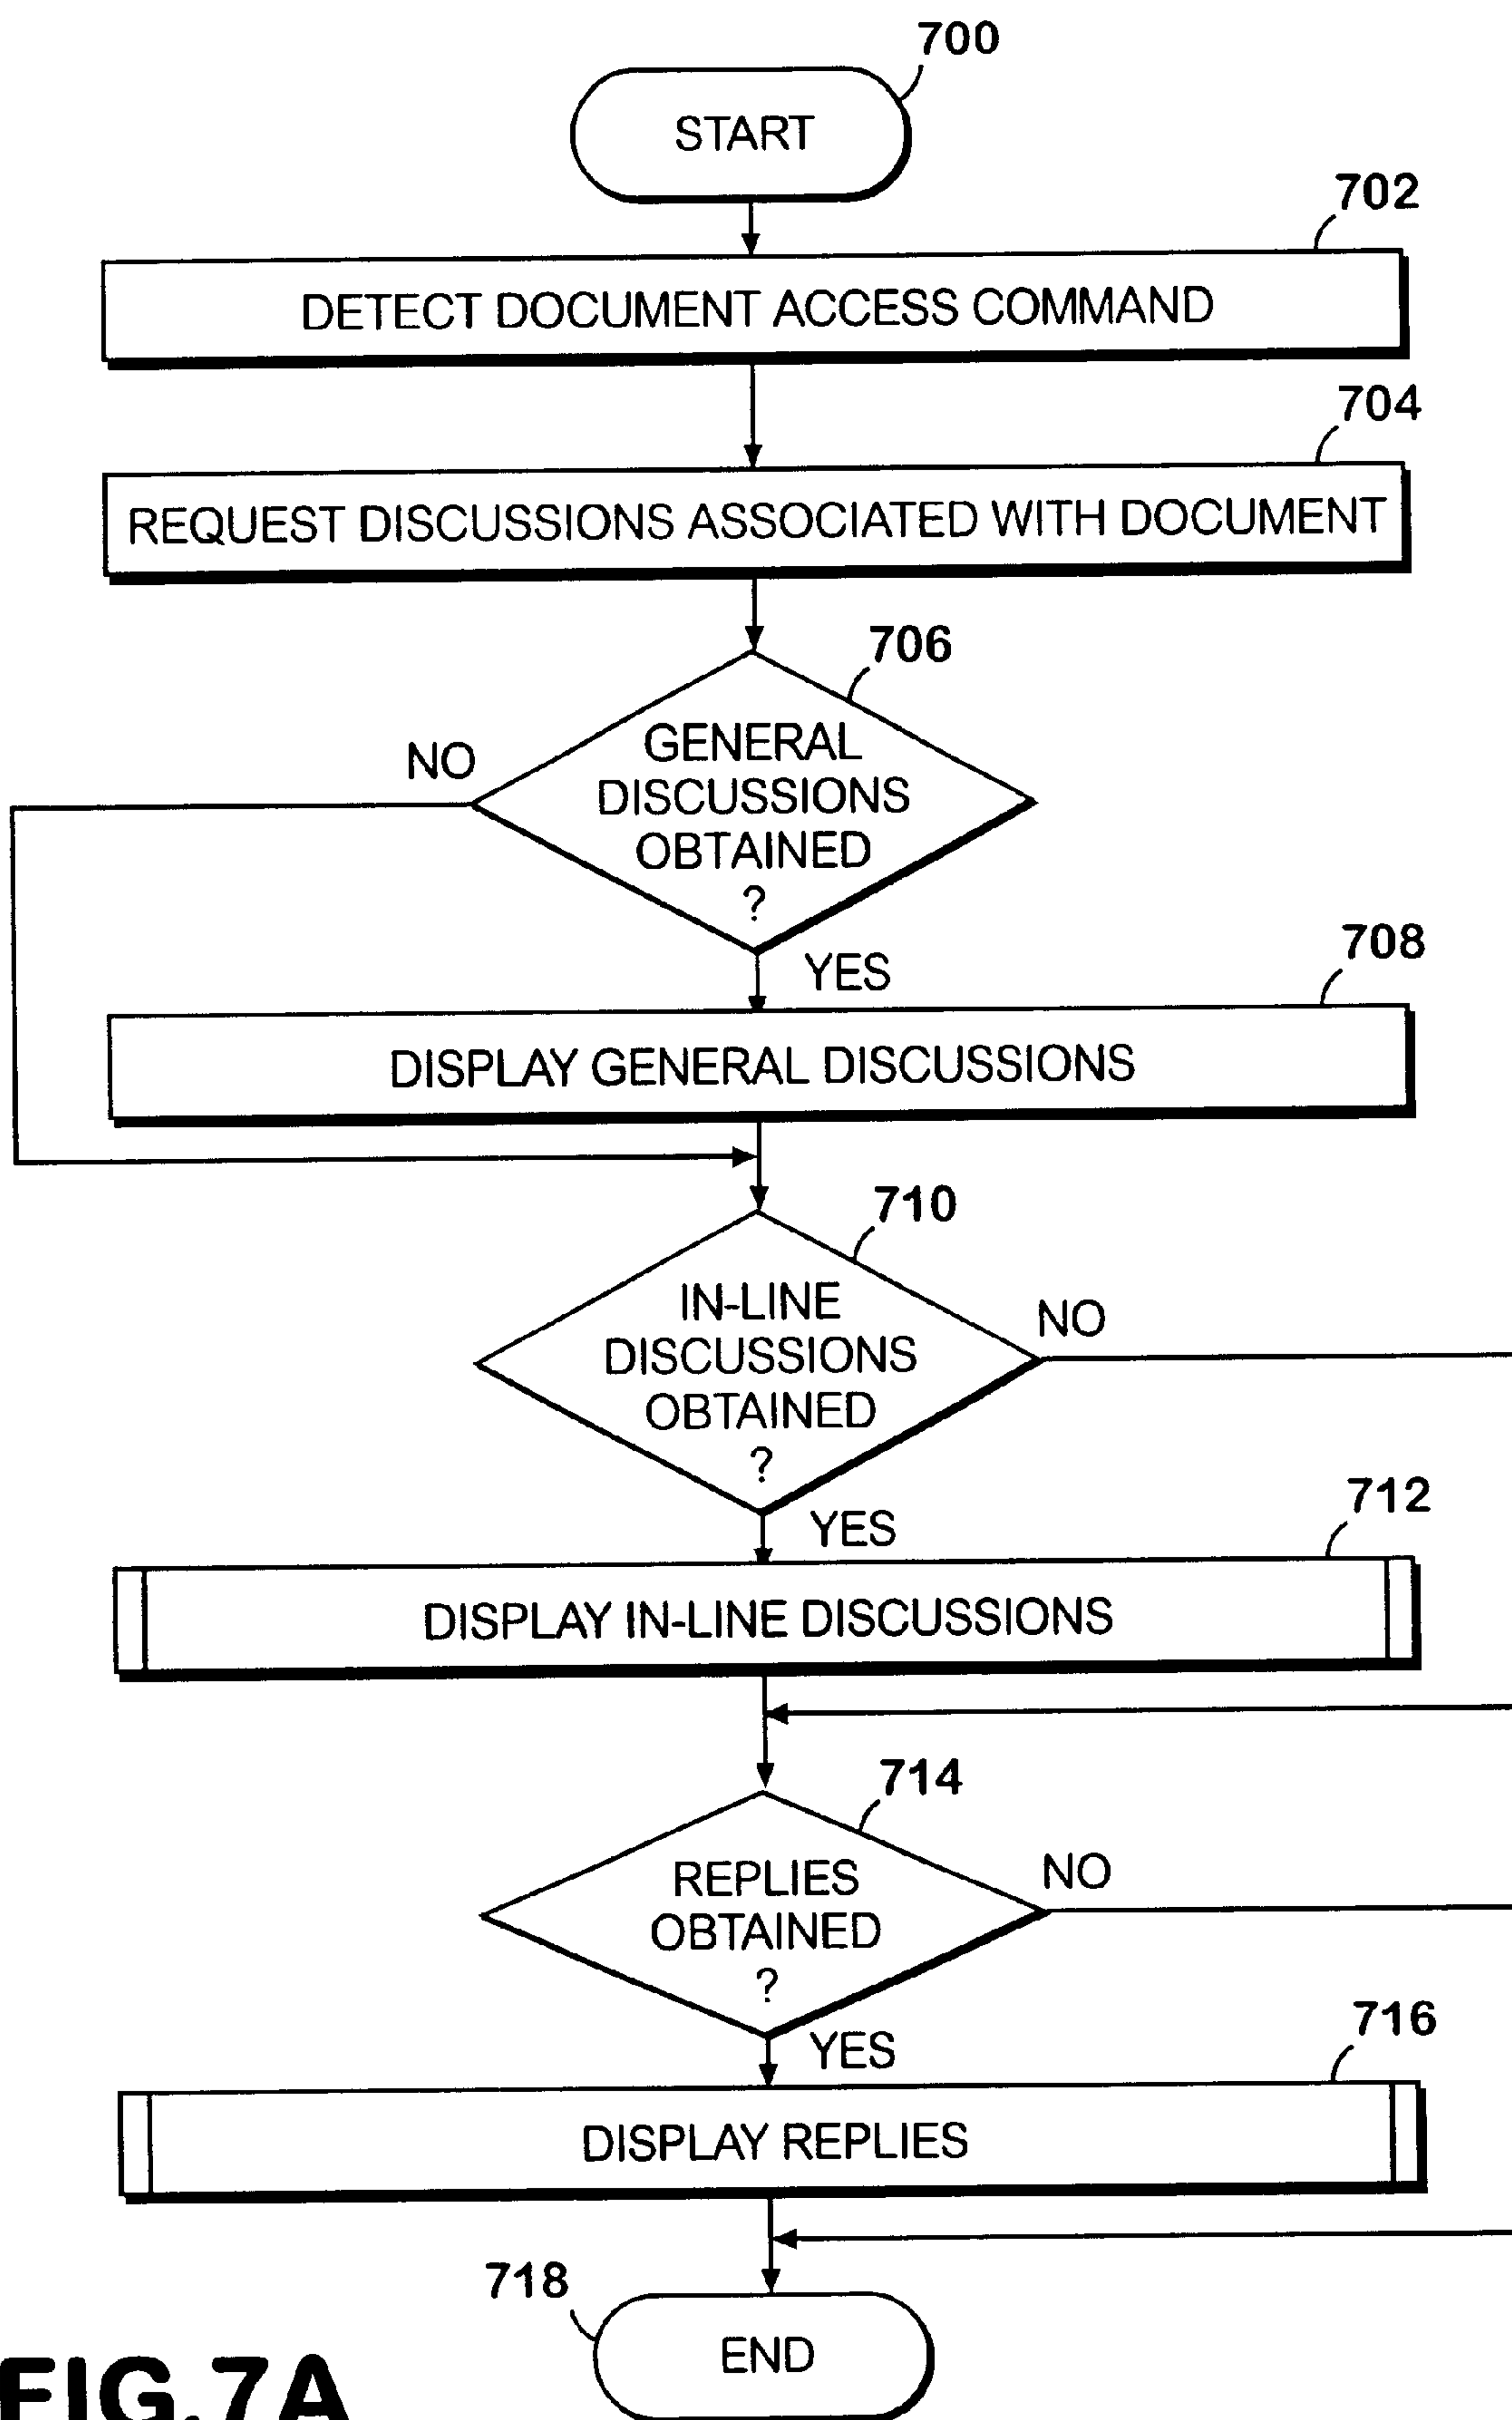 700
START
702
DETECT DOCUMENT ACCESS COMMAND
704
REQUEST DISCUSSIONS ASSOCIATED WITH DOCUMENT
706
NO
GENERAL
DISCUSSIONS
OBTAINED
?
YES
708
DISPLAY GENERAL DISCUSSIONS
710
IN-LINE
DISCUSSIONS
OBTAINED
?
NO
YES
712
DISPLAY IN-LINE DISCUSSIONS
714
REPLIES
OBTAINED
?
NO
YES
716
DISPLAY REPLIES
718
END
FIG.7A